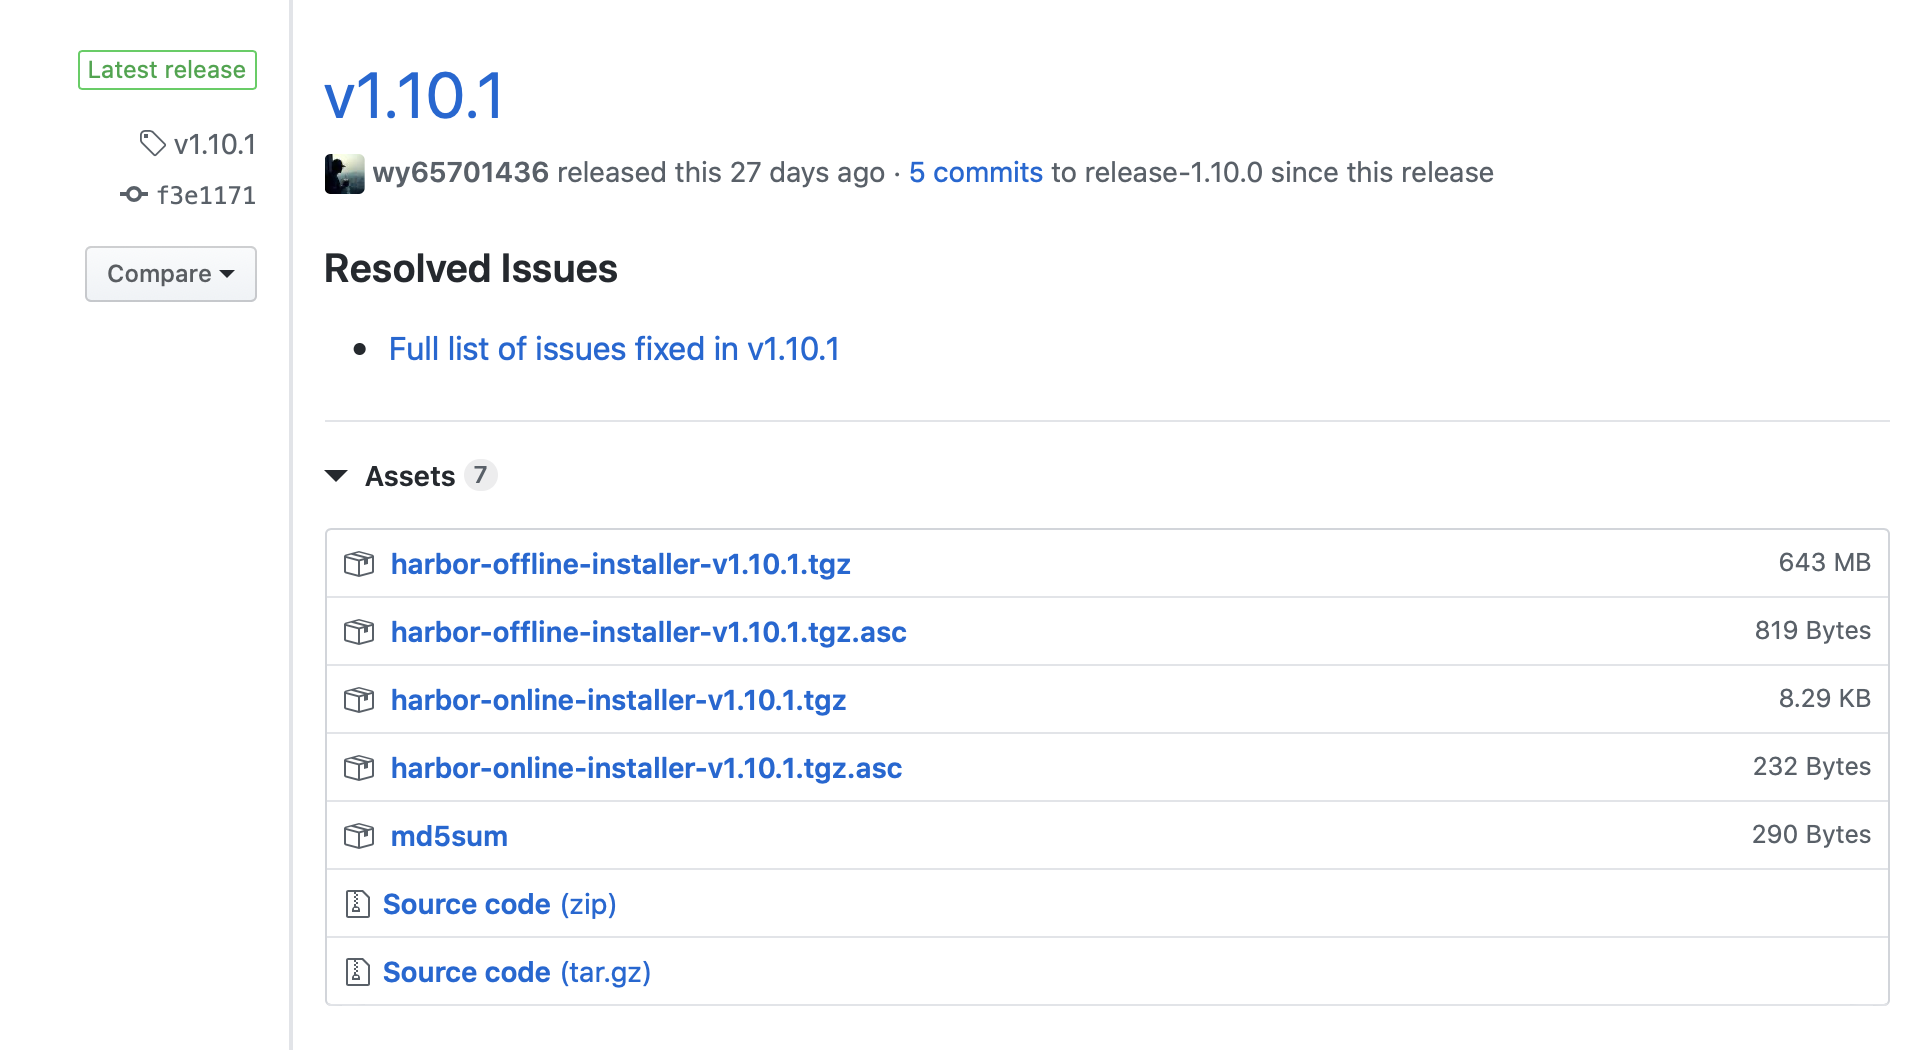 Latest release
v1.10.1
f3e1171
Compare
v1.10.1
wy65701436 released this 27 days ago · 5 commits to release-1.10.0 since this release
Resolved Issues
• Full list of issues fixed in v1.10.1
Assets 7
harbor-offline-installer-v1.10.1.tgz 643 MB
harbor-offline-installer-v1.10.1.tgz.asc 819 Bytes
harbor-online-installer-v1.10.1.tgz 8.29 KB
harbor-online-installer-v1.10.1.tgz.asc 232 Bytes
md5sum 290 Bytes
Source code (zip)
Source code (tar.gz)